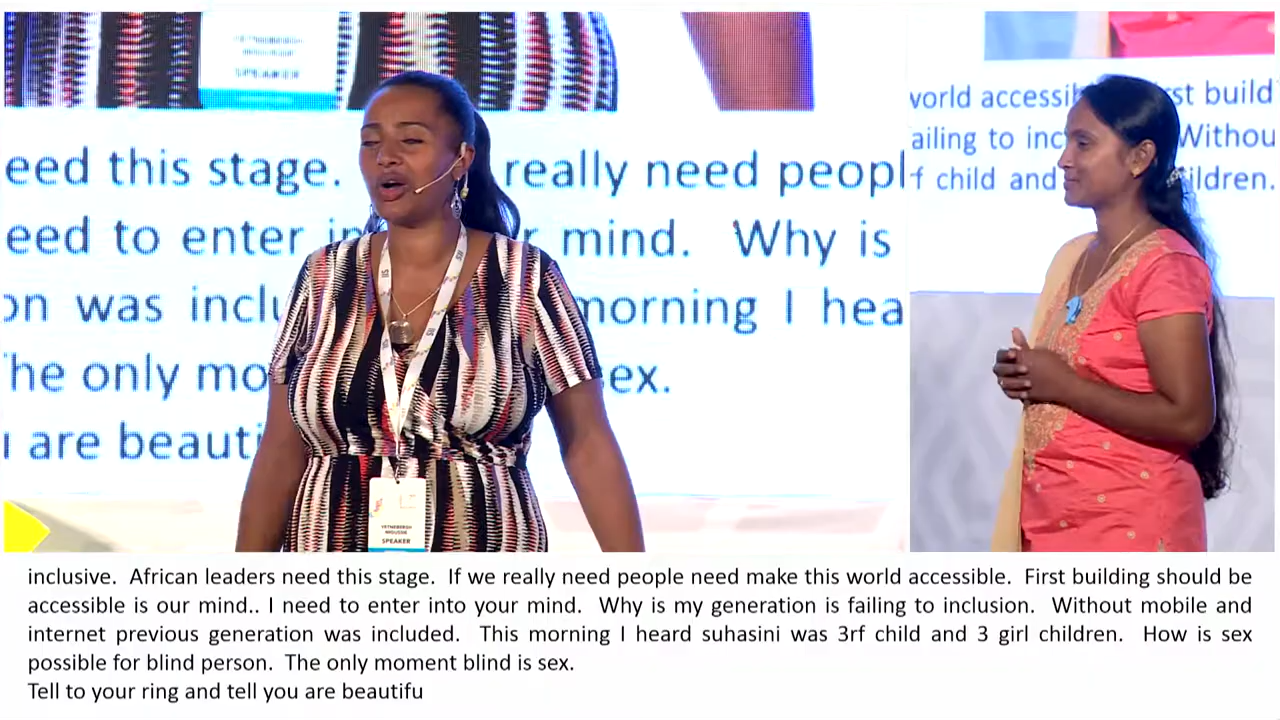 SPEAKER
eed this stage. really need peopl
eed to enter in r mind. Why is
on was inclu morning I hea
The only mo sex.
u are beauti
world accessib rst build
ailing to inc Without
rf child and ildren.
YETNEBERSH
NIGUSSIE
SPEAKER
inclusive. African leaders need this stage. If we really need people need make this world accessible. First building should be
accessible is our mind.. I need to enter into your mind. Why is my generation is failing to inclusion. Without mobile and
internet previous generation was included. This morning I heard suhasini was 3rf child and 3 girl children. How is sex
possible for blind person. The only moment blind is sex.
Tell to your ring and tell you are beautifu